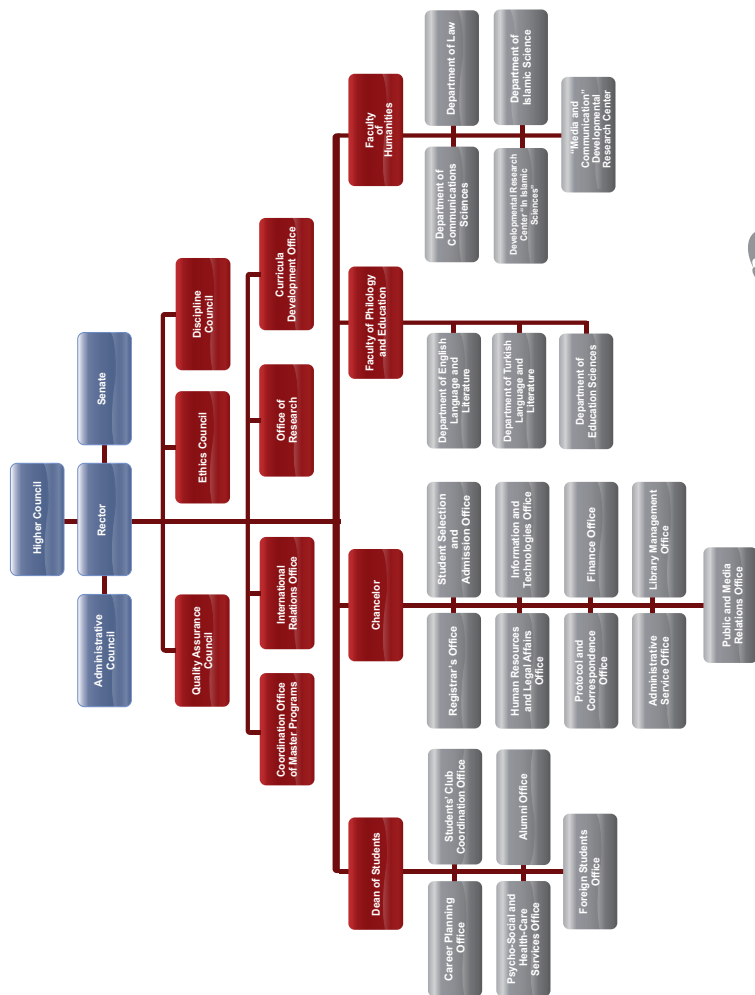 Higher Council
Administrative
Council
Rector
Senate
Quality Assurance
Council
Ethics Council
Discipline
Council
Coordination Office
of Master Programs
International
Relations Office
Office of
Research
Curricula
Development Office
Dean of Students
Chancelor
Faculty of Philology
and Education
Faculty
of
Humanities
Career Planning
Office
Students' Club
Coordination Office
Psycho-Social and
Health-Care
Services Office
Alumni Office
Foreign Students
Office
Registrar's Office
Student Selection
and
Admission Office
Human Resources
and Legal Affairs
Office
Information and
Technologies Office
Protocol and
Correspondence
Office
Finance Office
Administrative
Service Office
Library Management
Office
Public and Media
Relations Office
Department of English
Language and
Literature
Department of Turkish
Language and
Literature
Department of
Education Sciences
Department of
Communications
Sciences
Department of Law
Developmental Research
Center "In Islamic
Sciences"
Department of
Islamic Science
"Media and
Communication"
Developmental
Research Center